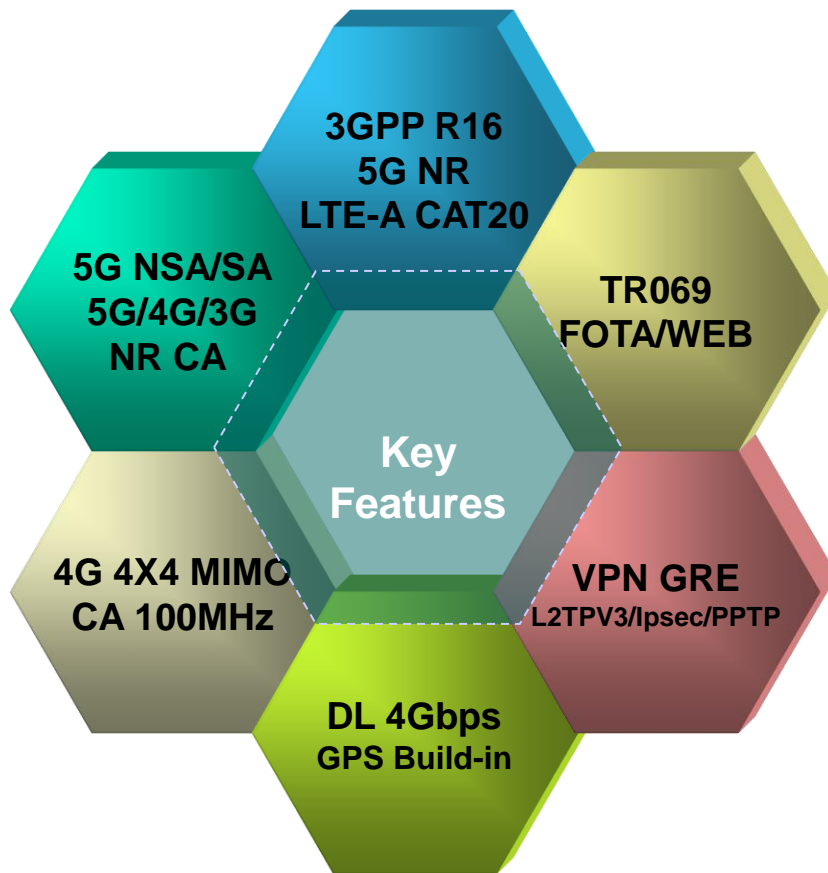 3GPP R16
5G NR
LTE-A CAT20
5G NSA/SA
5G/4G/3G
NR CA
TR069
FOTA/WEB
Key
Features
4G 4X4 MIMO
CA 100MHz
VPN GRE
L2TPV3/Ipsec/PPTP
DL 4Gbps
GPS Build-in